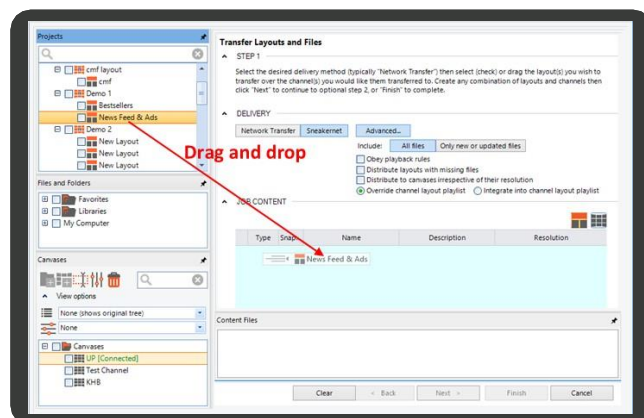 Projects
cmf layout
cmf
Demo 1
Bestsellers
News Feed & Ads
Demo 2
New Layout
New Layout
New Layout
Files and Folders
Favorites
Libraries
My Computer
Canvases
View options
None (shows original tree)
None
Canvases
UP [Connected]
Test Channel
KHB
Transfer Layouts and Files
STEP 1
Select the desired delivery method (typically "Network Transfer") then select (check) or drag the layout(s) you wish to
transfer over the channel(s) you would like them transferred to. Create any combination of layouts and channels then
click "Next" to continue to optional step 2, or "Finish" to complete.
DELIVERY
Network Transfer Sneakernet Advanced...
Include: All files Only new or updated files
Obey playback rules
Distribute layouts with missing files
Distribute to canvases irrespective of their resolution
Override channel layout playlist Integrate into channel layout playlist
Drag and drop
JOB CONTENT
Type Snap Name Description Resolution
News Feed & Ads
Content Files
Clear < Back Next > Finish Cancel